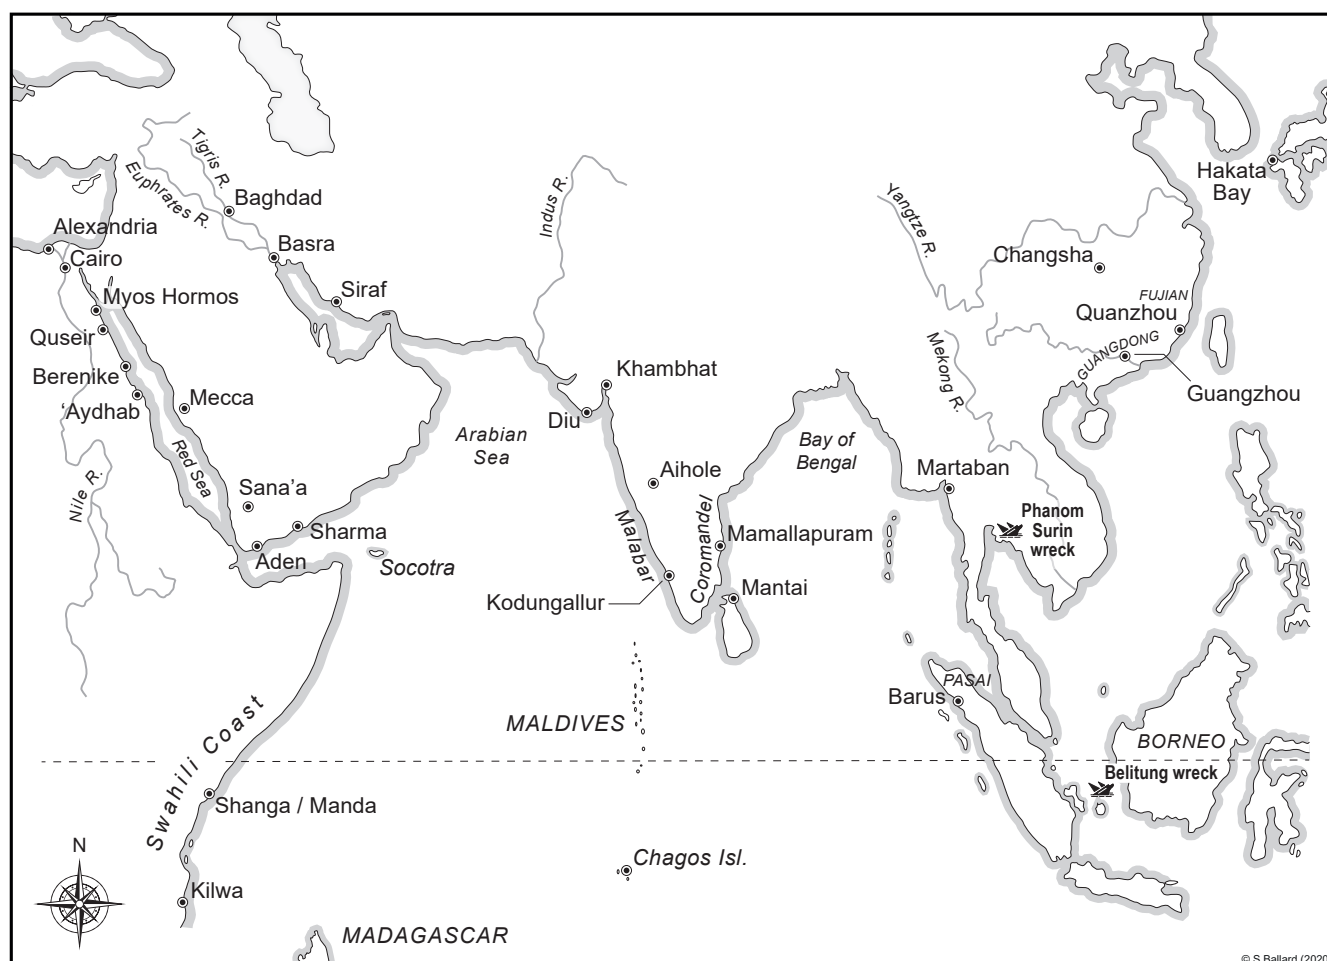 Tigris R.
Euphrates R.
Baghdad
Indus R.
Yangtze R.
Hakata
Bay
Alexandria
Cairo
Basra
Changsha
Myos Hormos
Siraf
FUJIAN
Quanzhou
Quseir
GUANGDONG
Mekong R.
Berenike
Khambhat
Guangzhou
‘Aydhab
Mecca
Diu
Arabian
Sea
Bay of
Bengal
Red Sea
Nile R.
Aihole
Martaban
Sana’a
Coromandel
Phanom
Surin
wreck
Sharma
Malabar
Mamallapuram
Aden
Socotra
Kodungallur
Mantai
PASAI
Barus
Swahili Coast
MALDIVES
BORNEO
Belitung wreck
Shanga / Manda
N
Chagos Isl.
Kilwa
MADAGASCAR
© S.Ballard (2020